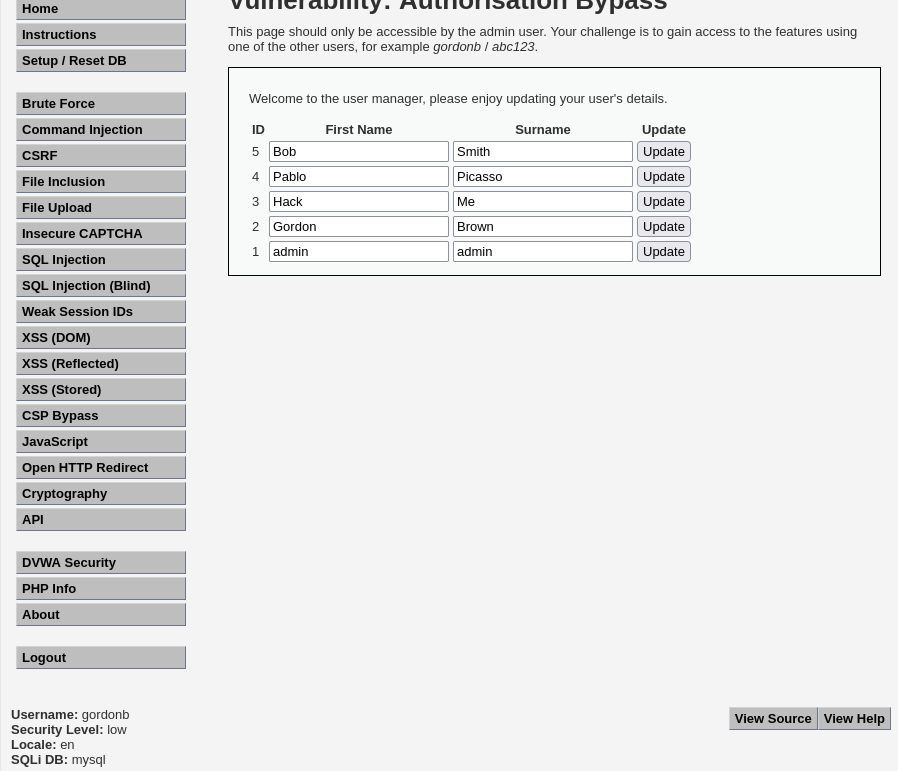 Vulnerability: Authorisation Bypass
Home
Instructions
Setup / Reset DB
Brute Force
Command Injection
CSRF
File Inclusion
File Upload
Insecure CAPTCHA
SQL Injection
SQL Injection (Blind)
Weak Session IDs
XSS (DOM)
XSS (Reflected)
XSS (Stored)
CSP Bypass
JavaScript
Open HTTP Redirect
Cryptography
API
DVWA Security
PHP Info
About
Logout
This page should only be accessible by the admin user. Your challenge is to gain access to the features using
one of the other users, for example gordonb / abc123.
Welcome to the user manager, please enjoy updating your user's details.
ID First Name Surname Update
5 Bob Smith Update
4 Pablo Picasso Update
3 Hack Me Update
2 Gordon Brown Update
1 admin admin Update
Username: gordonb
Security Level: low
Locale: en
SQLi DB: mysql
View Source View Help